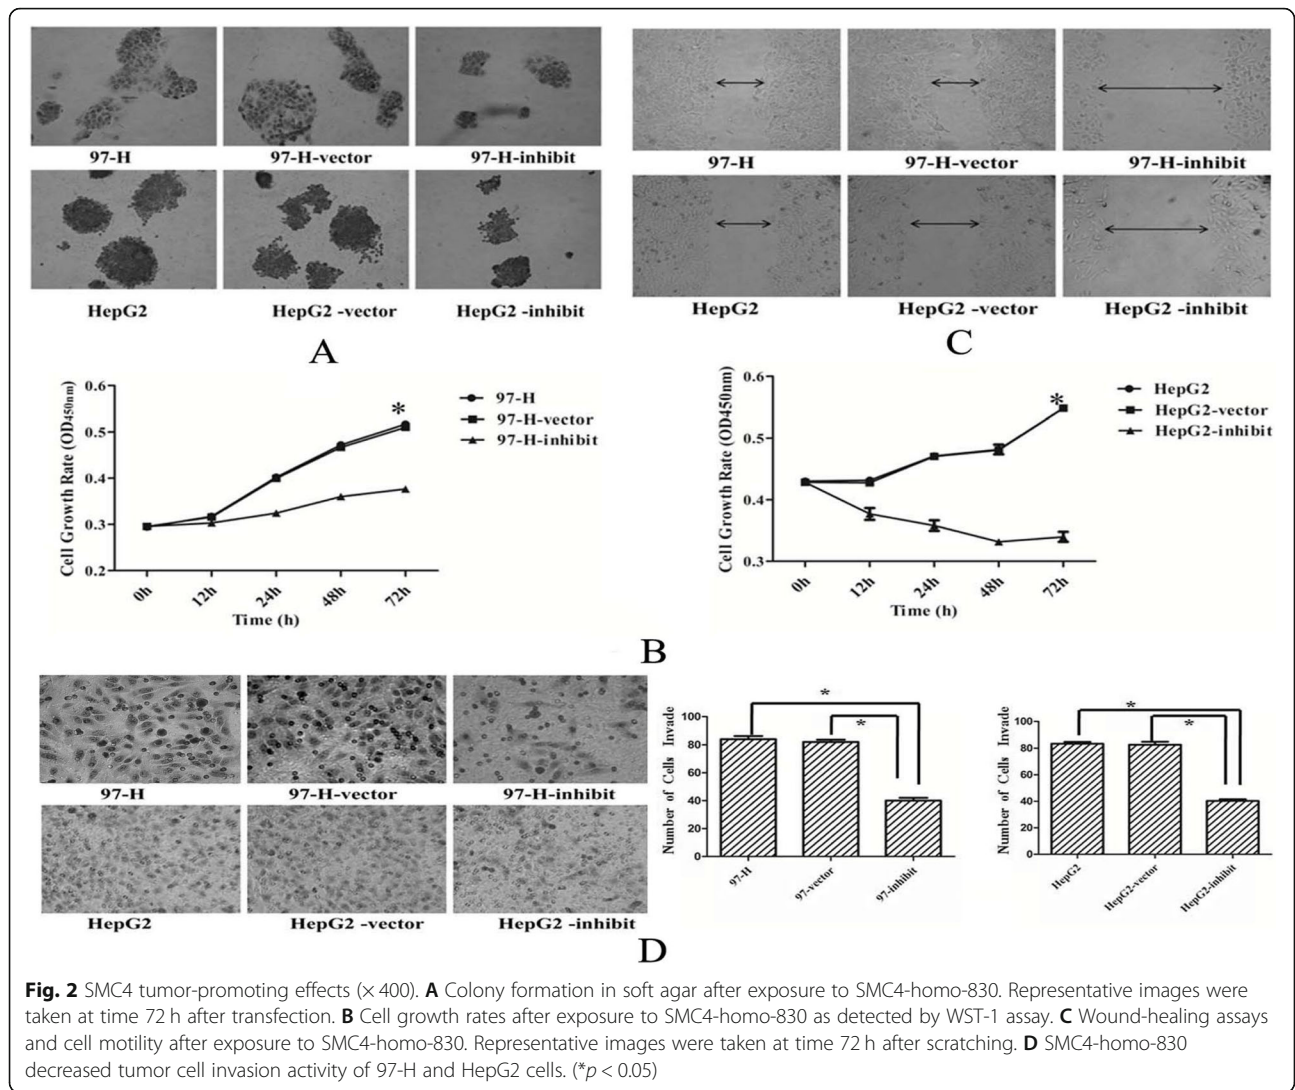 97-H
97-H-vector
97-H-inhibit
HepG2
HepG2 -vector
HepG2 -inhibit
A
97-H
97-H-vector
97-H-inhibit
HepG2
HepG2 -vector
HepG2 -inhibit
C
Cell Growth Rate (OD450nm)
0.6
0.5
0.4
0.3
0.2
*
97-H
97-H-vector
97-H-inhibit
0h
12h
24h
48h
72h
Time (h)
Cell Growth Rate (OD450nm)
0.6
0.5
0.4
0.3
*
HepG2
HepG2-vector
HepG2-inhibit
0h
12h
24h
48h
72h
Time (h)
B
97-H
97-H-vector
97-H-inhibit
HepG2
HepG2 -vector
HepG2 -inhibit
Number of Cells Invade
100
80
60
40
20
0
*
*
97-H
97-vector
97-inhibit
Number of Cells Invade
100
80
60
40
20
0
*
*
HepG2
HepG2-vector
HepG2-inhibit
D
Fig. 2 SMC4 tumor-promoting effects (× 400). A Colony formation in soft agar after exposure to SMC4-homo-830. Representative images were
taken at time 72 h after transfection. B Cell growth rates after exposure to SMC4-homo-830 as detected by WST-1 assay. C Wound-healing assays
and cell motility after exposure to SMC4-homo-830. Representative images were taken at time 72 h after scratching. D SMC4-homo-830
decreased tumor cell invasion activity of 97-H and HepG2 cells. (*p < 0.05)